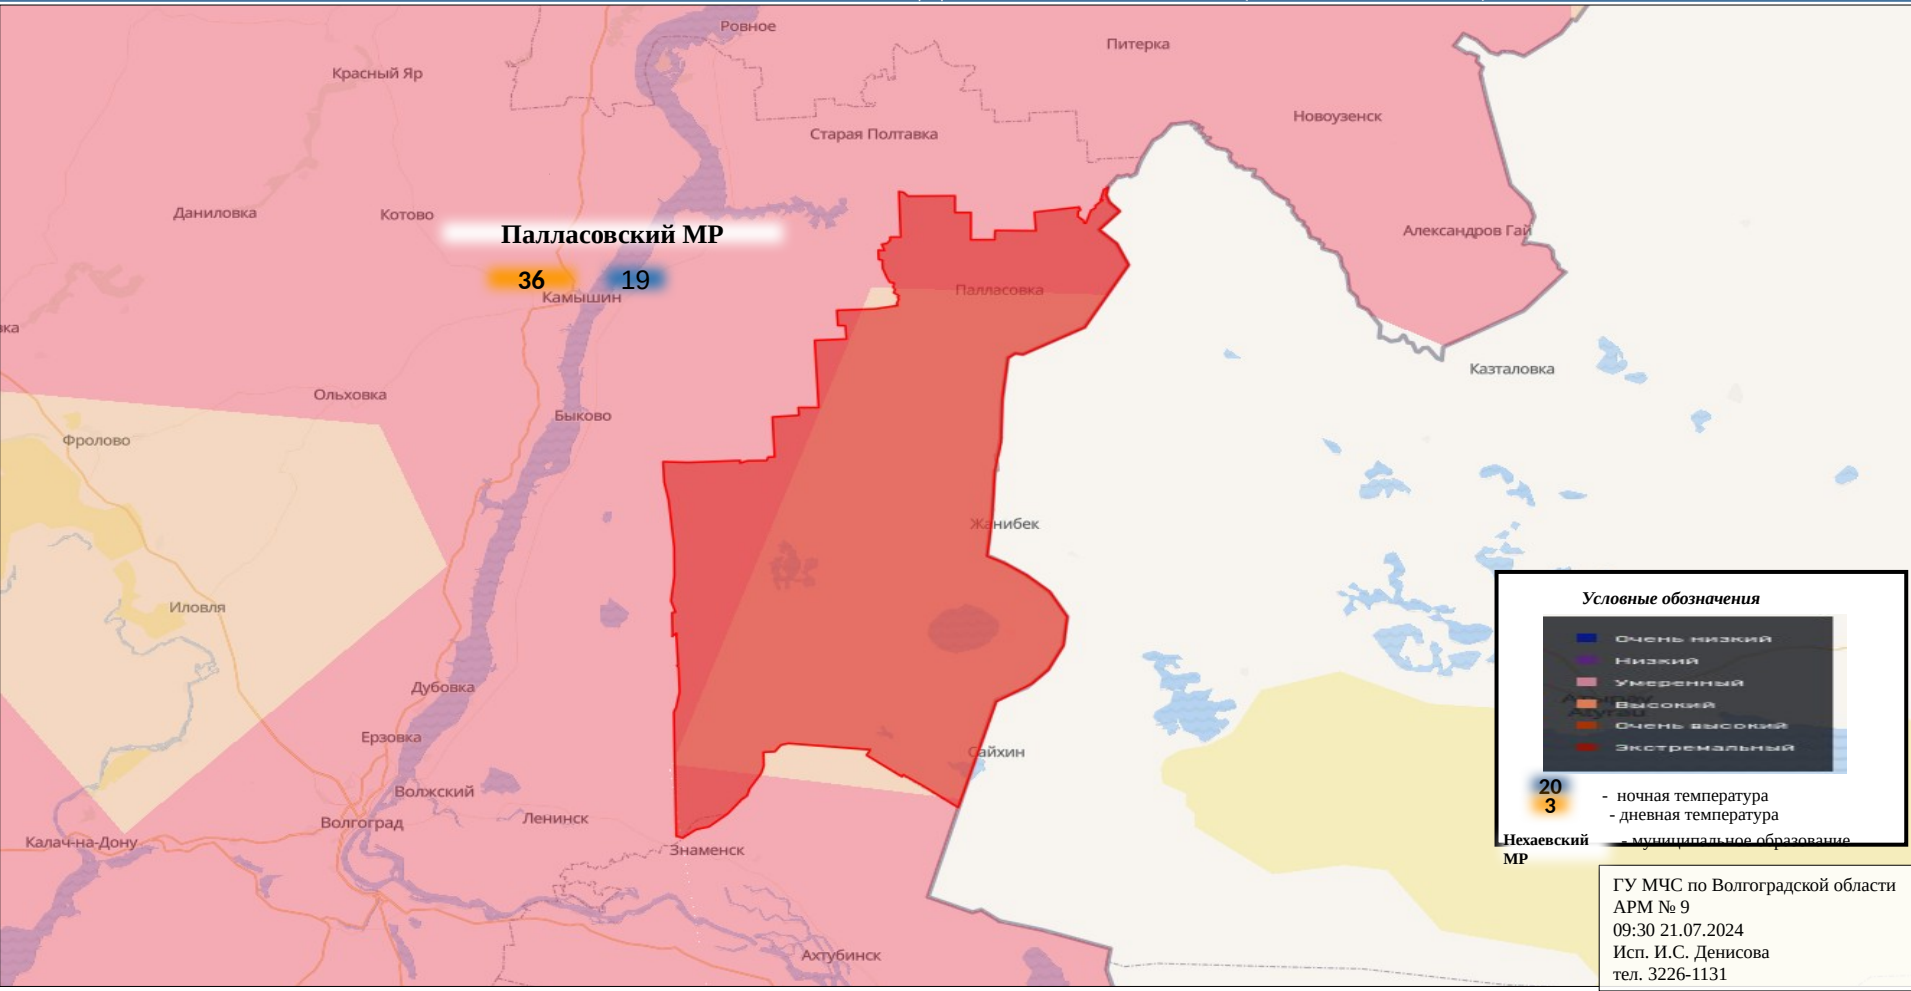 Ровное
Питерка
Красный Яр
Новоузенск
Старая Полтавка
Даниловка
Котово
Александров Гай
Палласовский МР
36
19
Камышин
Палласовка
вка
Казталовка
Ольховка
Быково
Фролово
Жанибек
Иловля
Дубовка
Ерзовка
Сайхин
Волжский
Волгоград
Ленинск
Калач-на-Дону
Знаменск
Ахтубинск
Условные обозначения
Очень низкий
Низкий
Умеренный
Высокий
Очень высокий
Экстремальный
Атырау
Atyrau
20
- ночная температура
3
- дневная температура
Нехаевский
МР
- муниципальное образование
ГУ МЧС по Волгоградской области
АРМ № 9
09:30 21.07.2024
Исп. И.С. Денисова
тел. 3226-1131